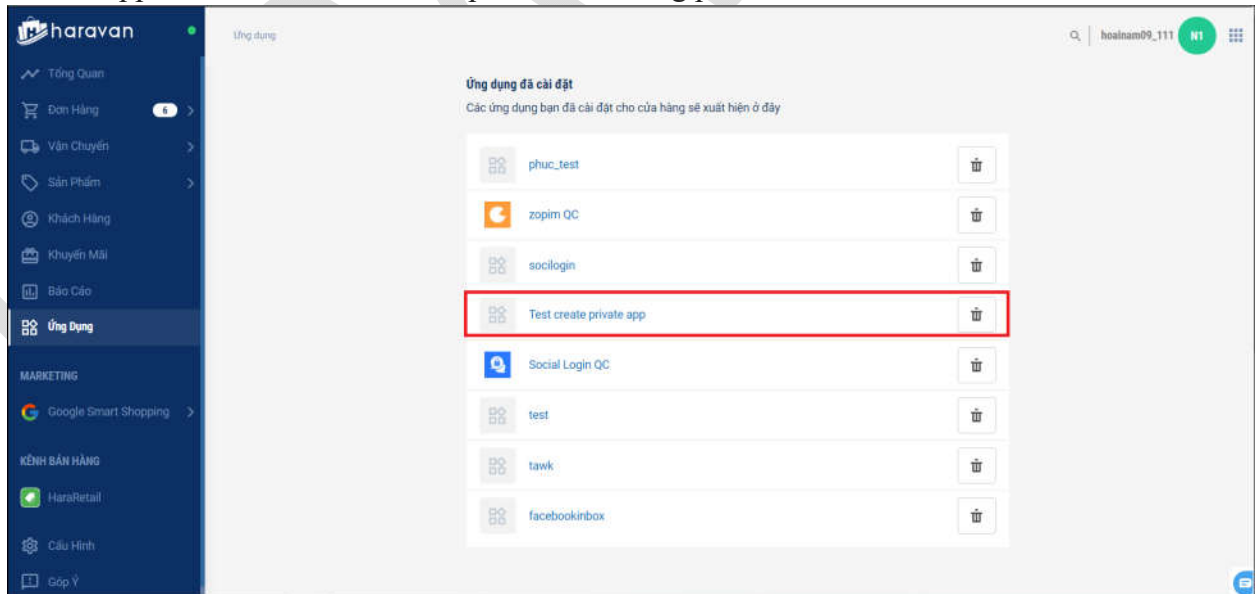 haravan
Ứng dụng
hoainam09_111 N1
Tổng Quan
Đơn Hàng 6
Vận Chuyển
Sản Phẩm
Khách Hàng
Khuyến Mãi
Báo Cáo
Ứng Dụng
MARKETING
Google Smart Shopping
KÊNH BÁN HÀNG
HaraRetail
Cấu Hình
Góp Ý
Ứng dụng đã cài đặt
Các ứng dụng bạn đã cài đặt cho cửa hàng sẽ xuất hiện ở đây
phuc_test
zopim QC
socilogin
Test create private app
Social Login QC
test
tawk
facebookinbox